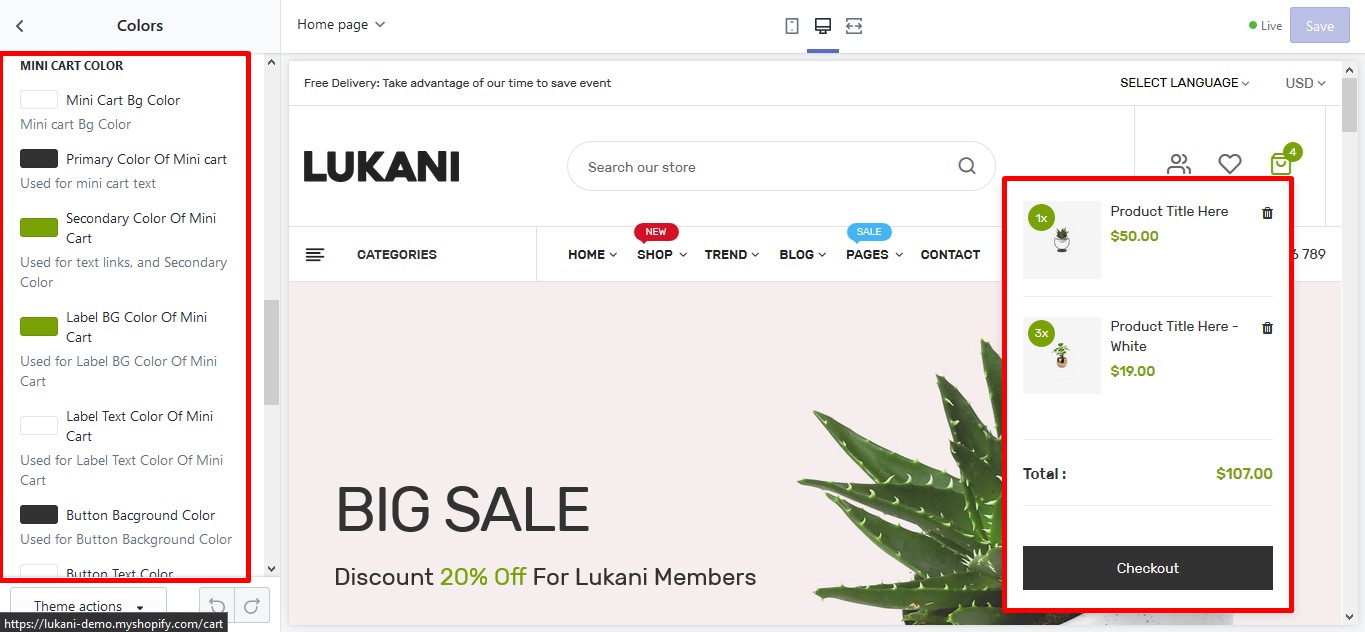 Colors
MINI CART COLOR
Mini Cart Bg Color
Mini cart Bg Color
Primary Color Of Mini cart
Used for mini cart text
Secondary Color Of Mini
Cart
Used for text links, and Secondary
Color
Label BG Color Of Mini
Cart
Used for Label BG Color Of Mini
Cart
Label Text Color Of Mini
Cart
Used for Label Text Color Of Mini
Cart
Button Bacground Color
Used for Button Background Color
Button Text Color
Theme actions
https://lukani-demo.myshopify.com/cart
Home page
Live
Save
Free Delivery: Take advantage of our time to save event
SELECT LANGUAGE
USD
LUKANI
Search our store
4
CATEGORIES
NEW
SALE
HOME SHOP TREND BLOG PAGES CONTACT
789
1x
Product Title Here
$50.00
3x
Product Title Here -
White
$19.00
Total :
$107.00
Checkout
BIG SALE
Discount 20% Off For Lukani Members